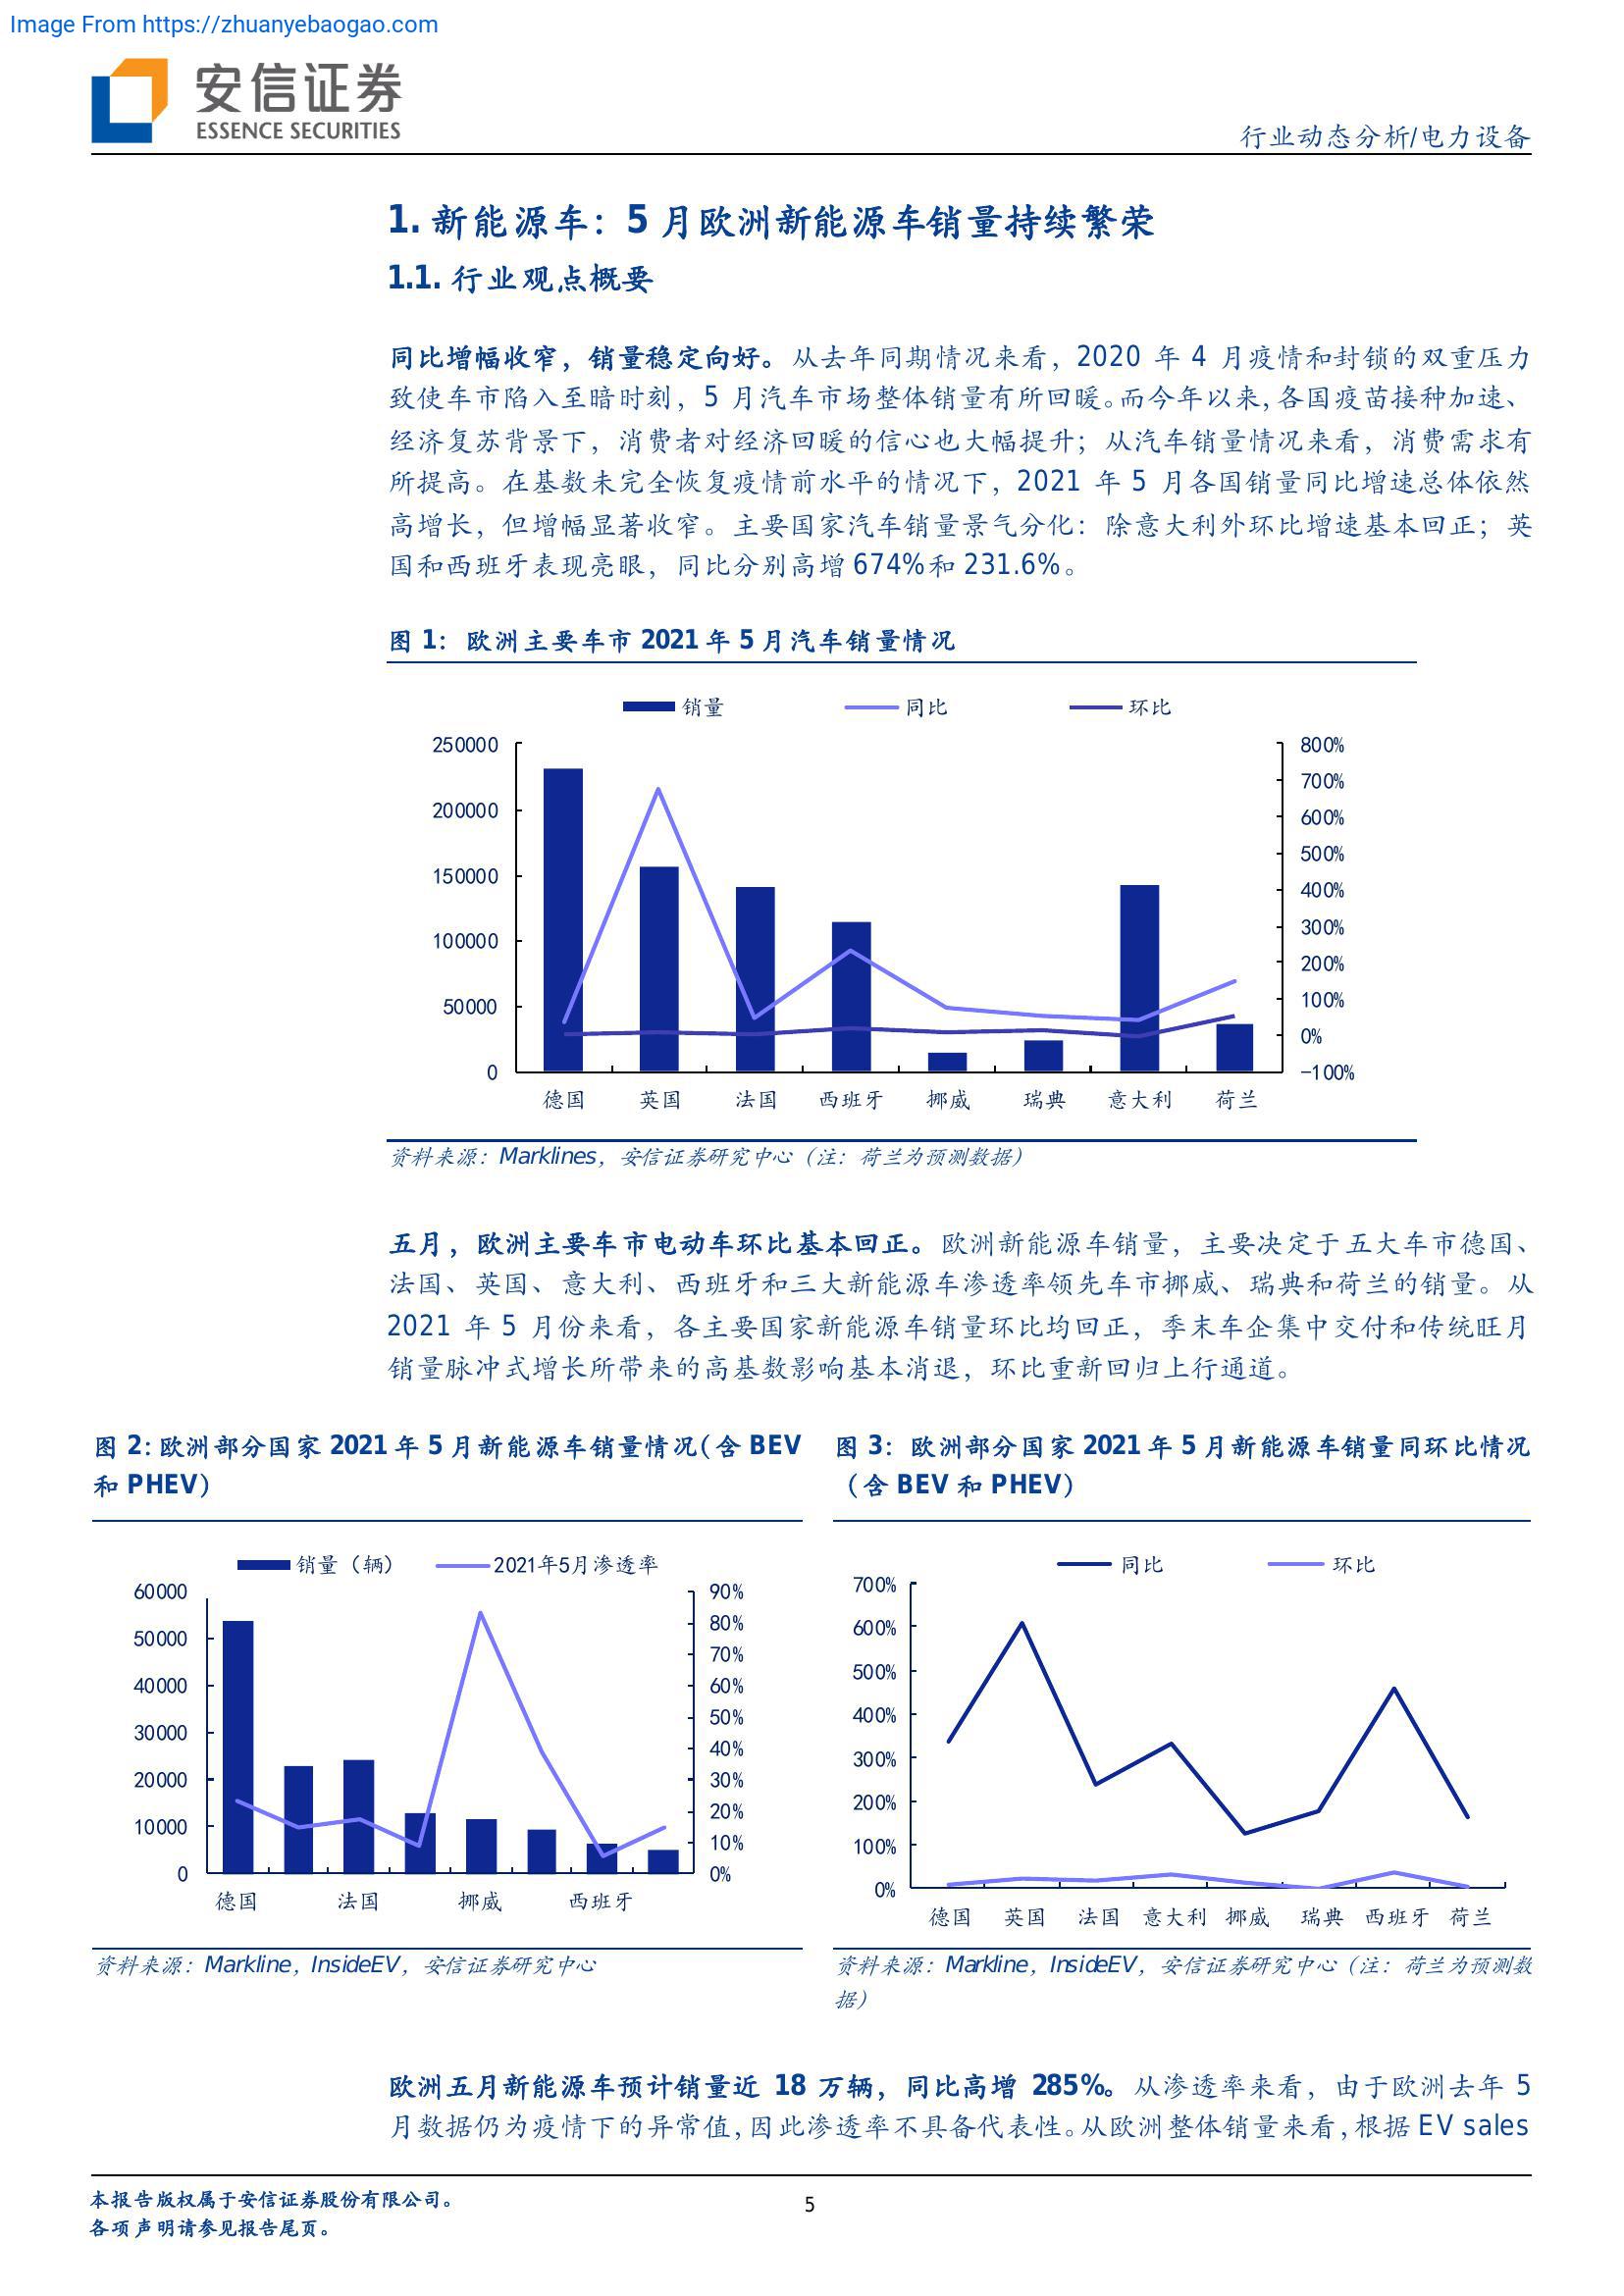 Image From https://zhuanyebaogao.com
安信证券
ESSENCE SECURITIES
行业动态分析/电力设备
1. 新能源车：5 月欧洲新能源车销量持续繁荣
1.1. 行业观点概要
同比增幅收窄，销量稳定向好。从去年同期情况来看，2020 年 4 月疫情和封锁的双重压力
致使车市陷入至暗时刻，5 月汽车市场整体销量有所回暖。而今年以来，各国疫苗接种加速、
经济复苏背景下，消费者对经济回暖的信心也大幅提升；从汽车销量情况来看，消费需求有
所提高。在基数未完全恢复疫情前水平的情况下，2021 年 5 月各国销量同比增速总体依然
高增长，但增幅显著收窄。主要国家汽车销量景气分化：除意大利外环比增速基本回正；英
国和西班牙表现亮眼，同比分别高增 674%和 231.6%。
图 1：欧洲主要车市 2021 年 5 月汽车销量情况
销量 同比 环比
250000 800%
700%
200000 600%
500%
150000 400%
100000 300%
200%
50000 100%
0%
0 -100%
德国 英国 法国 西班牙 挪威 瑞典 意大利 荷兰
资料来源：Marklines，安信证券研究中心（注：荷兰为预测数据）
五月，欧洲主要车市电动车环比基本回正。欧洲新能源车销量，主要决定于五大车市德国、
法国、英国、意大利、西班牙和三大新能源车渗透率领先车市挪威、瑞典和荷兰的销量。从
2021 年 5 月份来看，各主要国家新能源车销量环比均回正，季末车企集中交付和传统旺月
销量脉冲式增长所带来的高基数影响基本消退，环比重新回归上行通道。
图 2：欧洲部分国家 2021 年 5 月新能源车销量情况（含 BEV
和 PHEV）
销量（辆） 2021年5月渗透率
60000 90%
80%
50000 70%
40000 60%
50%
30000 40%
20000 30%
20%
10000 10%
0 0%
德国 法国 挪威 西班牙
资料来源：Markline，InsideEV，安信证券研究中心
图 3：欧洲部分国家 2021 年 5 月新能源车销量同环比情况
（含 BEV 和 PHEV）
同比 环比
700%
600%
500%
400%
300%
200%
100%
0%
德国 英国 法国 意大利 挪威 瑞典 西班牙 荷兰
资料来源：Markline，InsideEV，安信证券研究中心（注：荷兰为预测数
据）
欧洲五月新能源车预计销量近 18 万辆，同比高增 285%。从渗透率来看，由于欧洲去年 5
月数据仍为疫情下的异常值，因此渗透率不具备代表性。从欧洲整体销量来看，根据 EV sales
本报告版权属于安信证券股份有限公司。
各项声明请参见报告尾页。
5